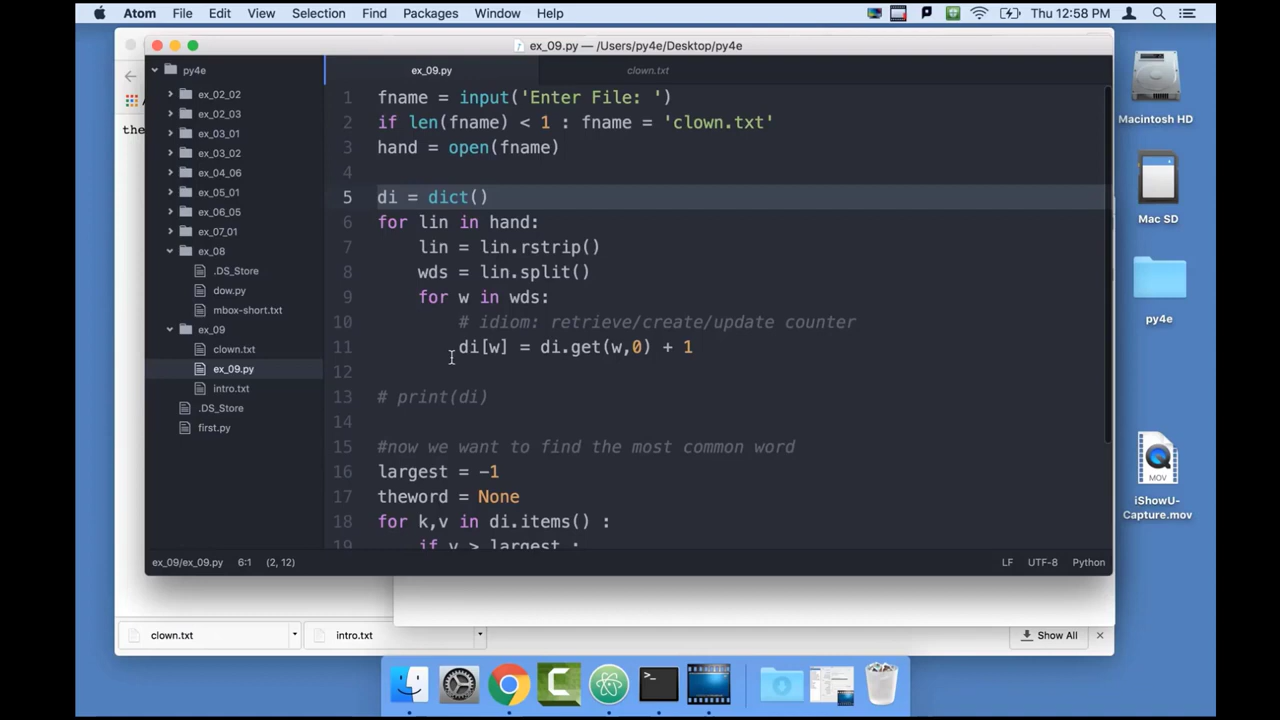 Atom File Edit View Selection Find Packages Window Help
Thu 12:58 PM
ex_09.py — /Users/py4e/Desktop/py4e
py4e
ex_02_02
ex_02_03
ex_03_01
ex_03_02
ex_04_06
ex_05_01
ex_06_05
ex_07_01
ex_08
.DS_Store
dow.py
mbox-short.txt
ex_09
clown.txt
ex_09.py
intro.txt
.DS_Store
first.py
ex_09.py
clown.txt
1 fname = input('Enter File: ')
2 if len(fname) < 1 : fname = 'clown.txt'
3 hand = open(fname)
4
5 di = dict()
6 for lin in hand:
7 lin = lin.rstrip()
8 wds = lin.split()
9 for w in wds:
10 # idiom: retrieve/create/update counter
11 di[w] = di.get(w,0) + 1
12
13 # print(di)
14
15 #now we want to find the most common word
16 largest = -1
17 theword = None
18 for k,v in di.items() :
19 if v > largest :
ex_09/ex_09.py 6:1 (2, 12)
LF UTF-8 Python
the
clown.txt
intro.txt
Show All
Macintosh HD
Mac SD
py4e
MOV
iShowU-
Capture.mov